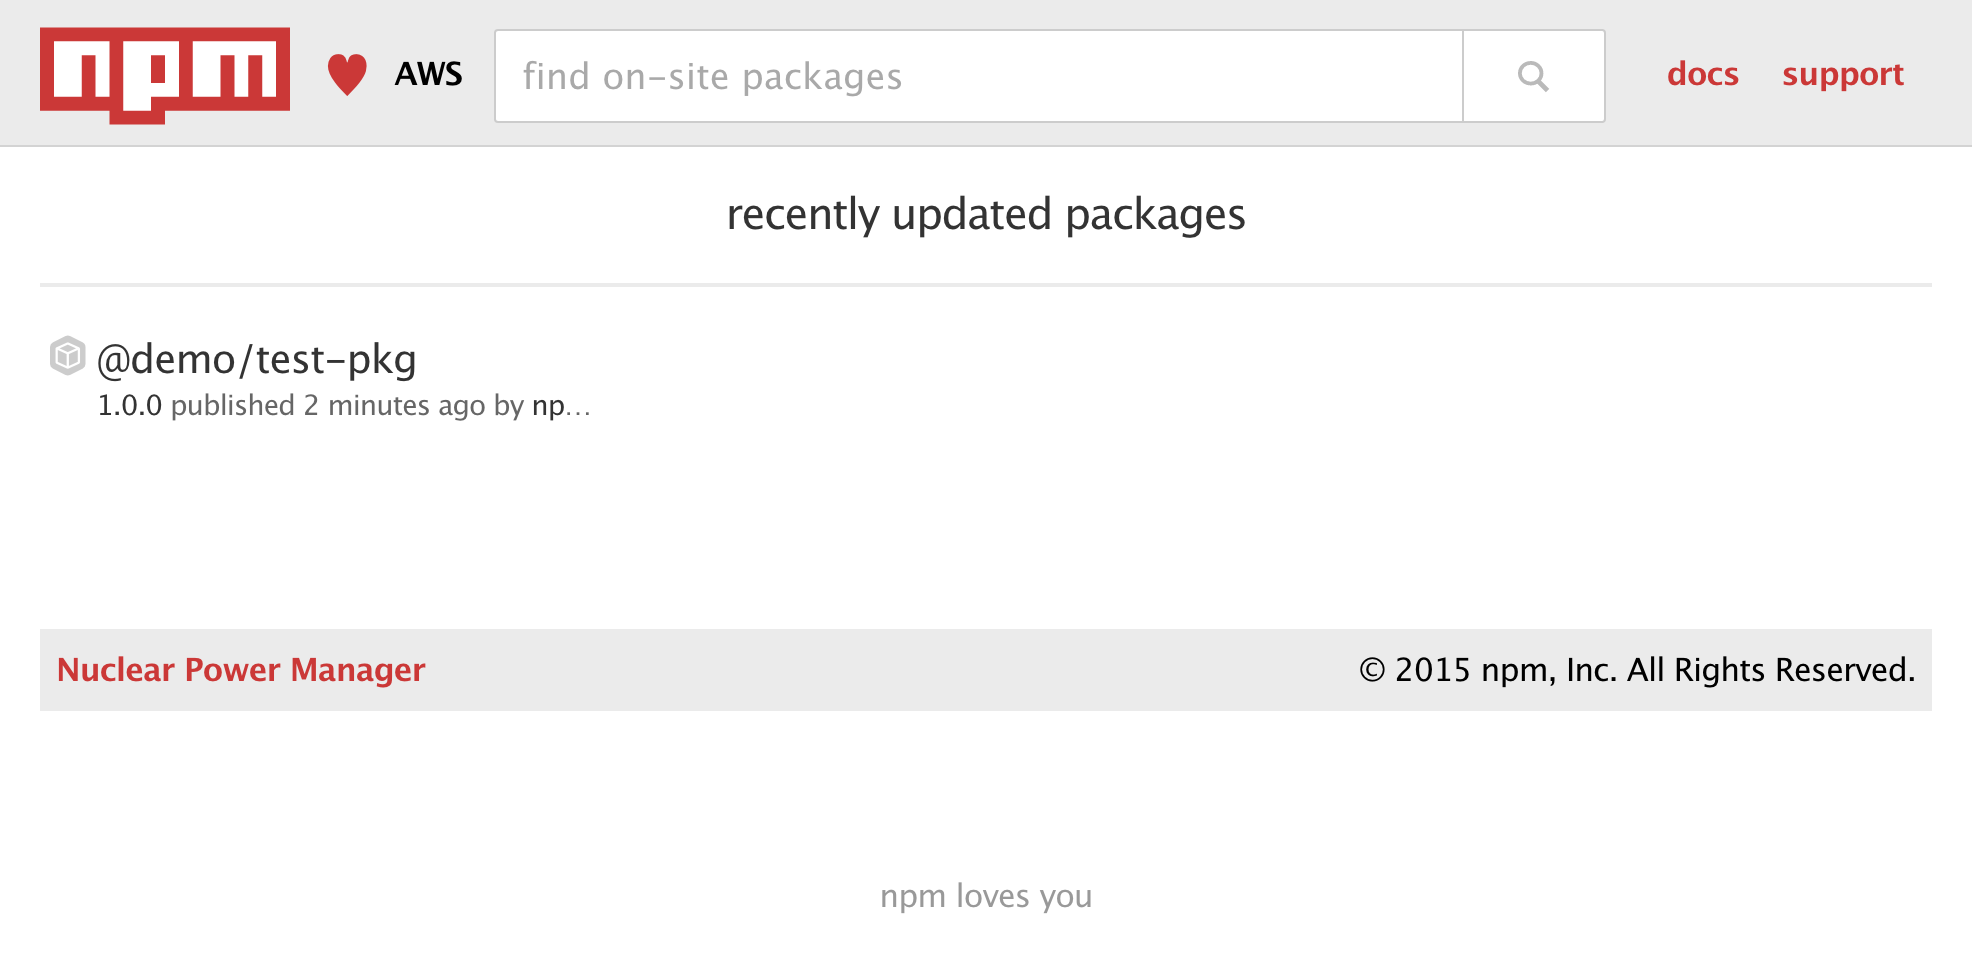 npm AWS find on-site packages docs support
recently updated packages
@demo/test-pkg
1.0.0 published 2 minutes ago by np...
Nuclear Power Manager © 2015 npm, Inc. All Rights Reserved.
npm loves you